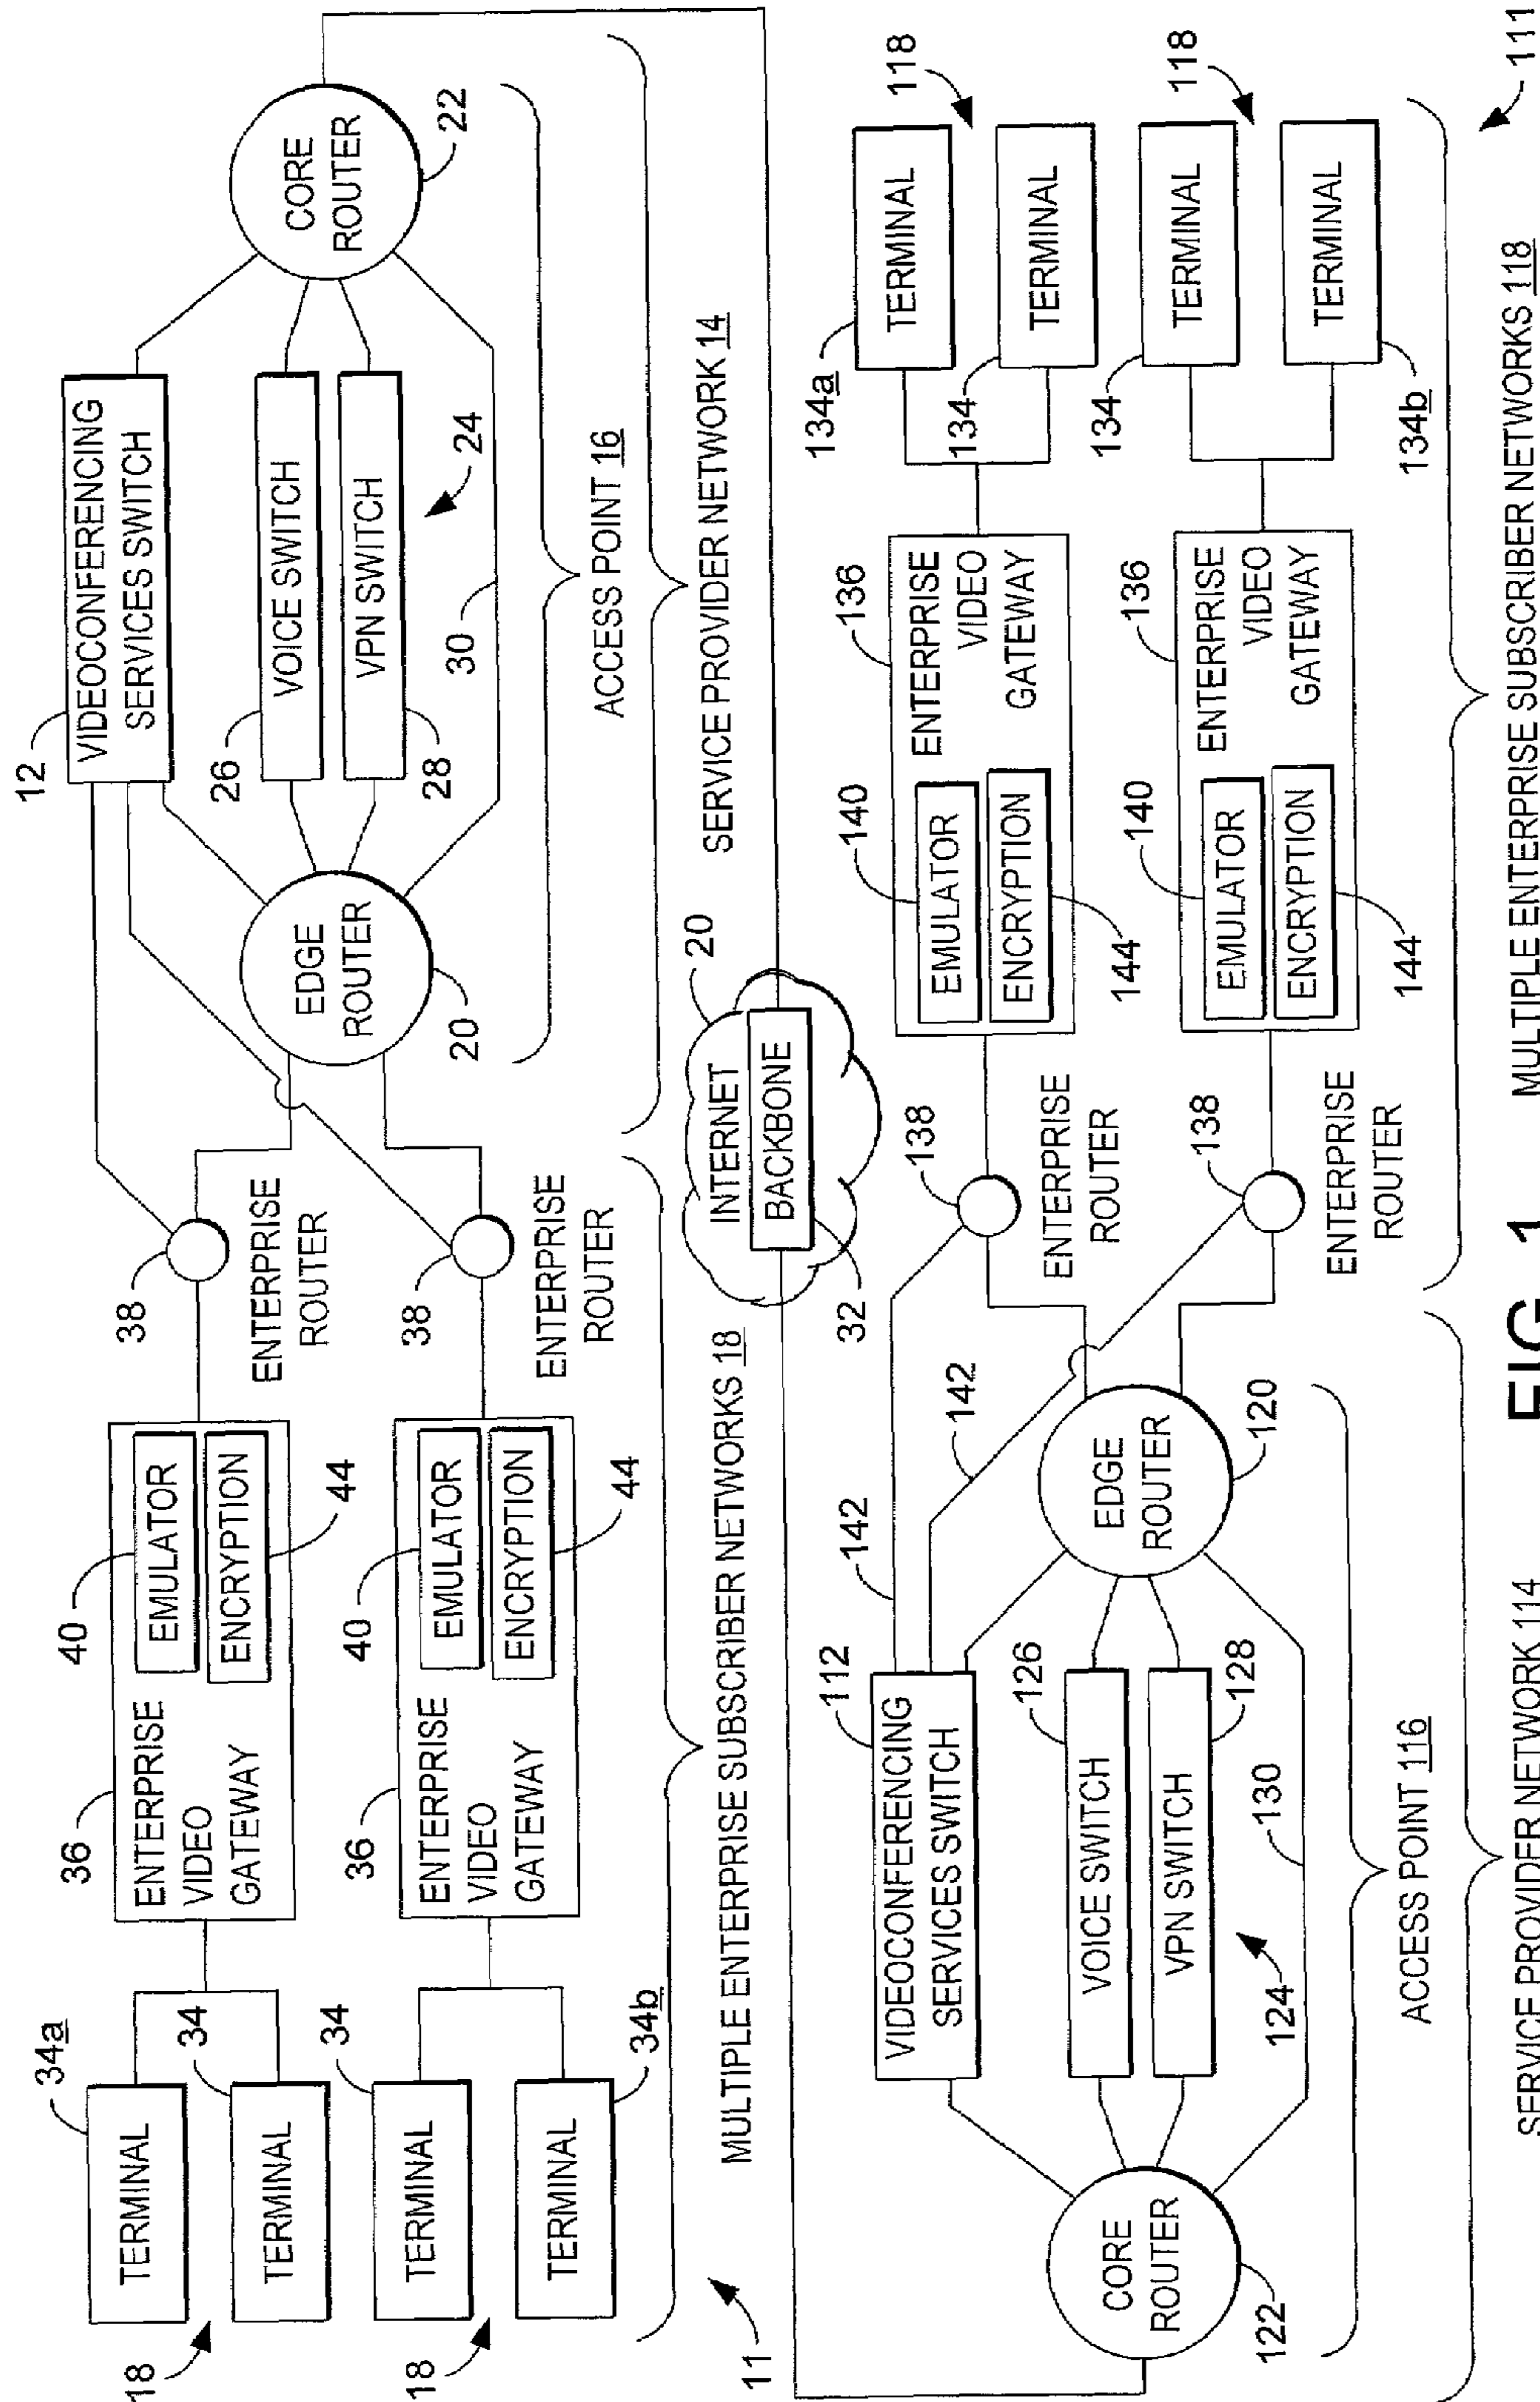 34a
TERMINAL
34
TERMINAL
18
34
TERMINAL
34b
TERMINAL
18
11
36
ENTERPRISE
VIDEO
GATEWAY
40
EMULATOR
ENCRYPTION
44
36
ENTERPRISE
VIDEO
GATEWAY
40
EMULATOR
ENCRYPTION
44
38
ENTERPRISE
ROUTER
38
ENTERPRISE
ROUTER
MULTIPLE ENTERPRISE SUBSCRIBER NETWORKS 18
12
VIDEOCONFERENCING
SERVICES SWITCH
26
VOICE SWITCH
VPN SWITCH
28
24
30
EDGE
ROUTER
20
CORE
ROUTER
22
ACCESS POINT 16
SERVICE PROVIDER NETWORK 14
INTERNET
20
BACKBONE
32
112
VIDEOCONFERENCING
SERVICES SWITCH
142
142
126
VOICE SWITCH
VPN SWITCH
128
124
130
CORE
ROUTER
122
EDGE
ROUTER
120
ACCESS POINT 116
SERVICE PROVIDER NETWORK 114
138
ENTERPRISE
ROUTER
138
ENTERPRISE
ROUTER
136
ENTERPRISE
VIDEO
GATEWAY
140
EMULATOR
ENCRYPTION
144
136
ENTERPRISE
VIDEO
GATEWAY
140
EMULATOR
ENCRYPTION
144
134a
TERMINAL
118
134
TERMINAL
134
TERMINAL
118
134b
TERMINAL
111
MULTIPLE ENTERPRISE SUBSCRIBER NETWORKS 118
FIG. 1